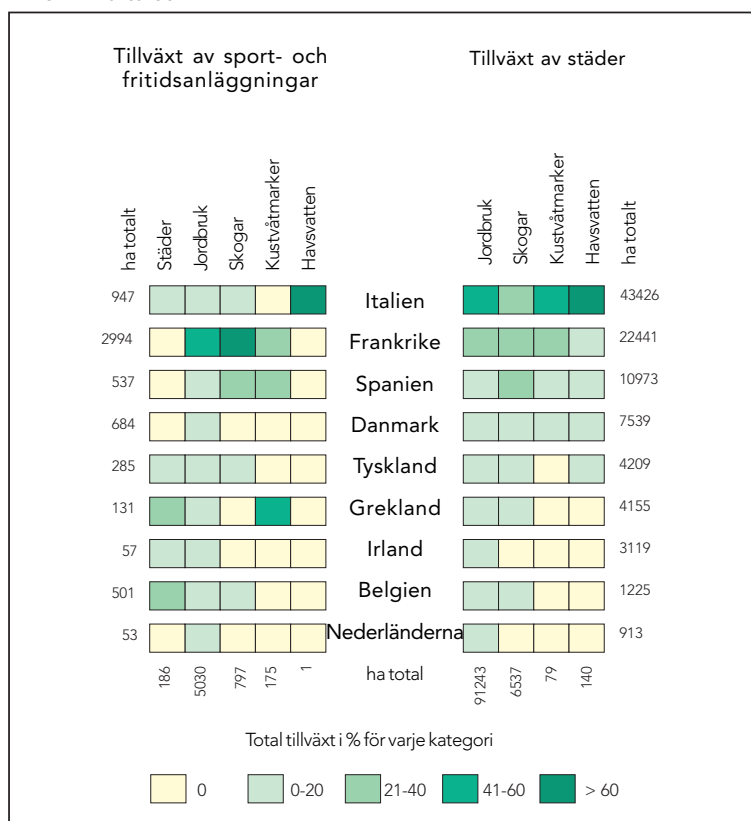 Tillväxt av sport- och
fritidsanläggningar
Tillväxt av städer
ha totalt
Städer
Jordbruk
Skogar
Kustvåtmarker
Havsvatten
Jordbruk
Skogar
Kustvåtmarker
Havsvatten
ha totalt
947 Italien 43426
2994 Frankrike 22441
537 Spanien 10973
684 Danmark 7539
285 Tyskland 4209
131 Grekland 4155
57 Irland 3119
501 Belgien 1225
53 Nederländerna 913
186 5030 797 175 1 ha total 91243 6537 79 140
Total tillväxt i % för varje kategori
0 0-20 21-40 41-60 > 60